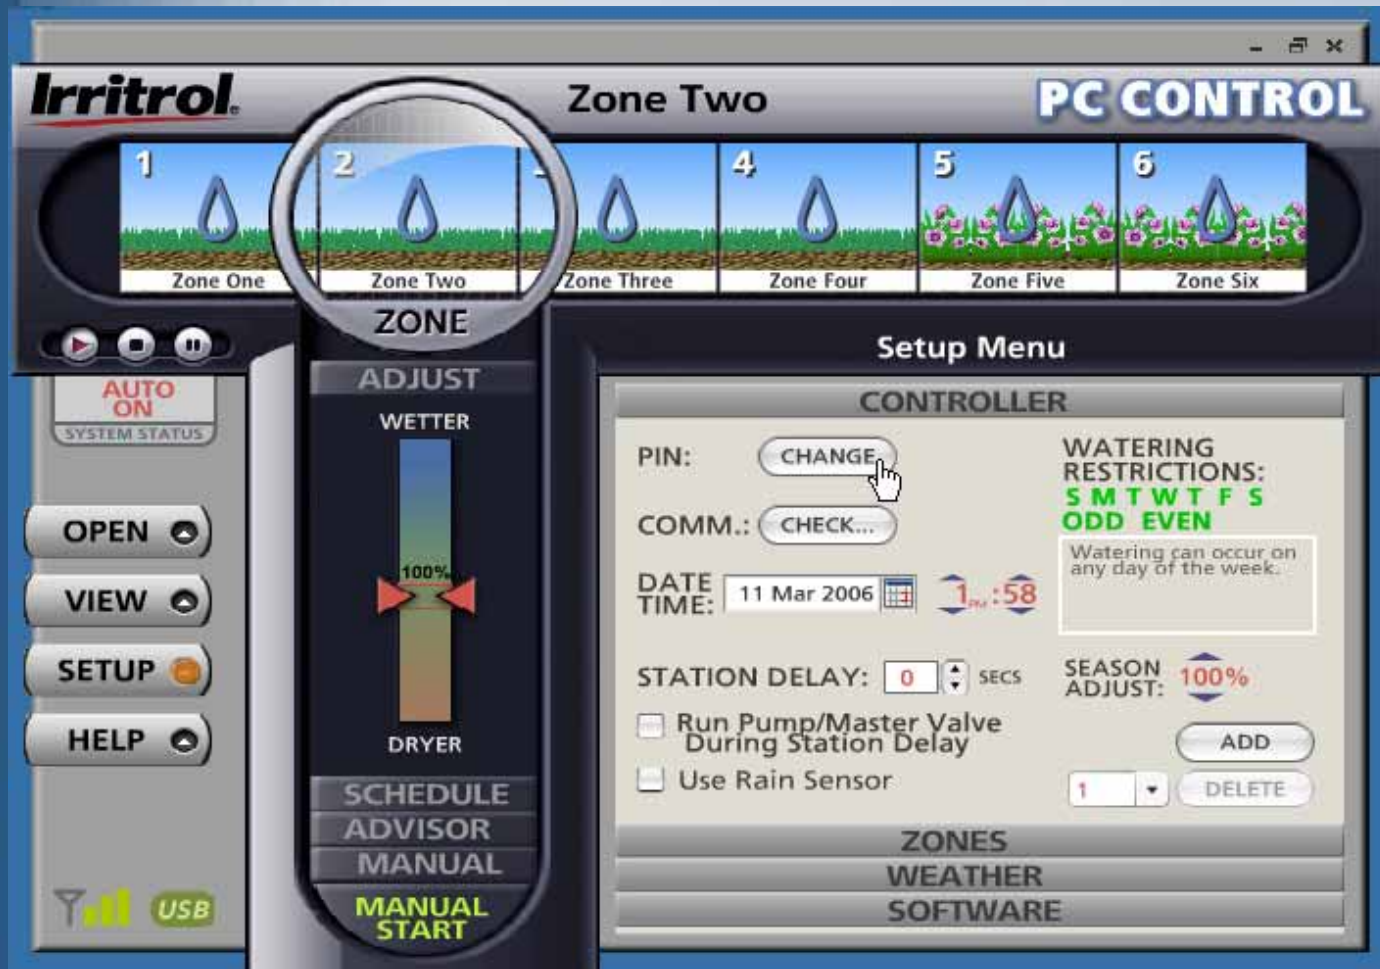 Irritrol
Zone Two
PC CONTROL
1
2
4
5
6
Zone One
Zone Two
Zone Three
Zone Four
Zone Five
Zone Six
ZONE
Setup Menu
AUTO
ON
SYSTEM STATUS
OPEN
VIEW
SETUP
HELP
USB
ADJUST
WETTER
100%
DRYER
SCHEDULE
ADVISOR
MANUAL
MANUAL
START
CONTROLLER
PIN:
CHANGE
COMM.:
CHECK...
DATE
TIME:
11 Mar 2006
1 PM : 58
STATION DELAY: 0 SECS
Run Pump/Master Valve
During Station Delay
Use Rain Sensor
WATERING
RESTRICTIONS:
S M T W T F S
ODD EVEN
Watering can occur on
any day of the week.
SEASON
ADJUST:
100%
ADD
1
DELETE
ZONES
WEATHER
SOFTWARE